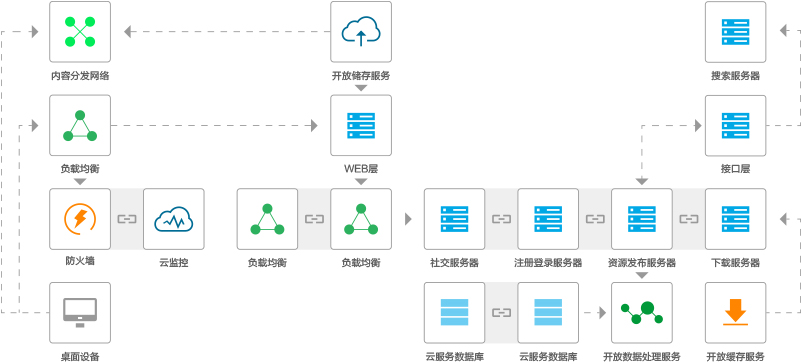 内容分发网络
开放储存服务
搜索服务器
负载均衡
WEB层
接口层
防火墙
云监控
负载均衡
负载均衡
社交服务器
注册登录服务器
资源发布服务器
下载服务器
桌面设备
云服务数据库
云服务数据库
开放数据处理服务
开放缓存服务